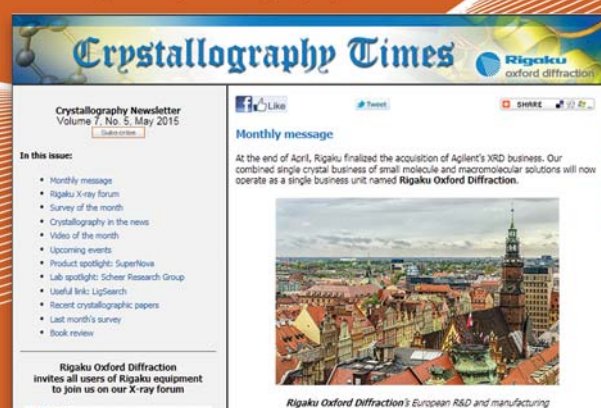 Crystallography Times
Rigaku
oxford diffraction
Crystallography Newsletter
Volume 7, No. 5, May 2015
Subscribe
In this issue:
• Monthly message
• Rigaku X-ray forum
• Survey of the month
• Crystallography in the news
• Video of the month
• Upcoming events
• Product spotlight: SuperNova
• Lab spotlight: Scheer Research Group
• Useful link: LigSearch
• Recent crystallographic papers
• Last month's survey
• Book review
Rigaku Oxford Diffraction
invites all users of Rigaku equipment
to join us on our X-ray forum
Like
Tweet
SHARE
Monthly message
At the end of April, Rigaku finalized the acquisition of Agilent's XRD business. Our
combined single crystal business of small molecule and macromolecular solutions will now
operate as a single business unit named Rigaku Oxford Diffraction.
Rigaku Oxford Diffraction's European R&D and manufacturing